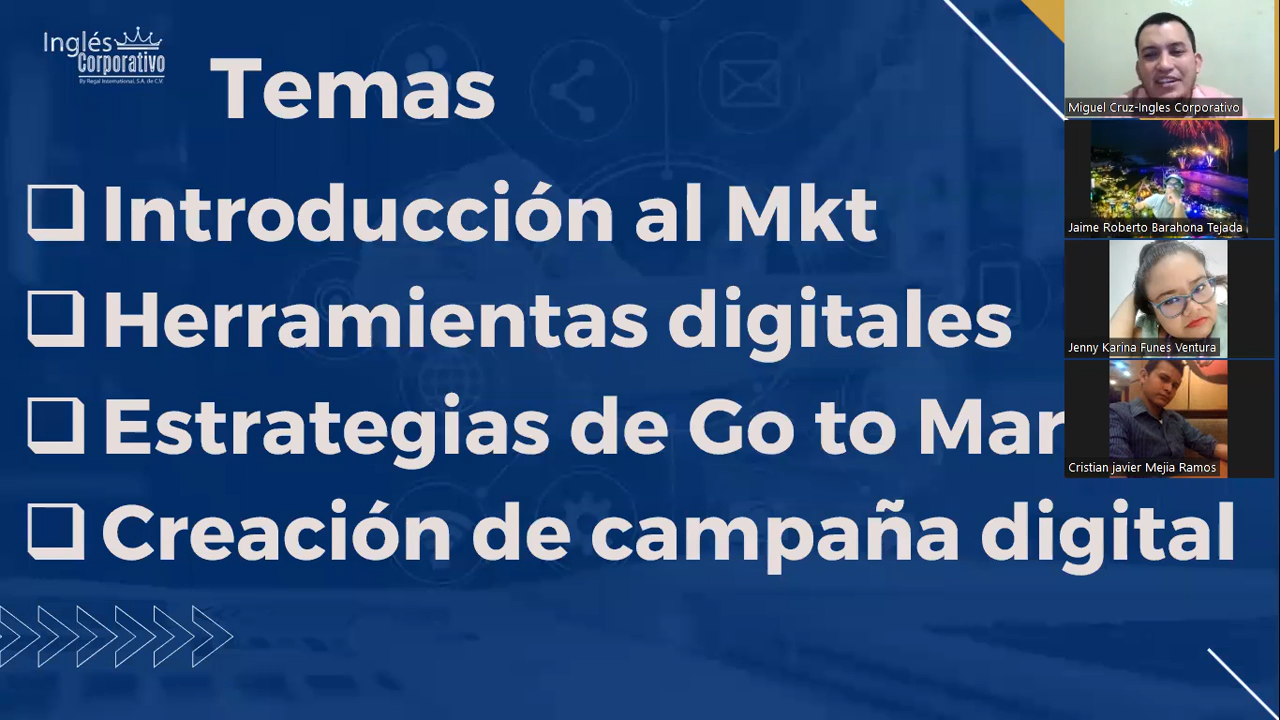 Inglés
Corporativo
By Regal International, S.A. de C.V.
Temas
❑ Introducción al Mkt
❑ Herramientas digitales
❑ Estrategias de Go to Mar
❑ Creación de campaña digital
Miguel Cruz-Ingles Corporativo
Jaime Roberto Barahona Tejada
Jenny Karina Funes Ventura
Cristian javier Mejia Ramos